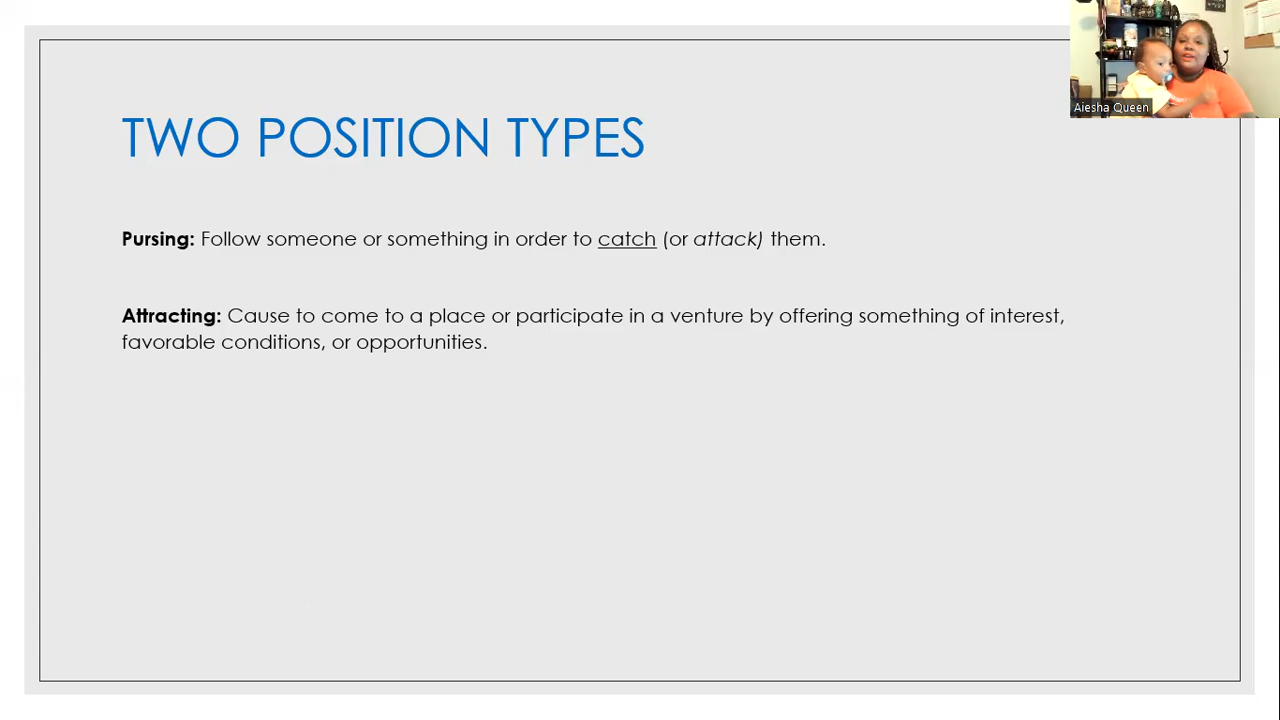 TWO POSITION TYPES
Pursing: Follow someone or something in order to catch (or attack) them.
Attracting: Cause to come to a place or participate in a venture by offering something of interest,
favorable conditions, or opportunities.
Aiesha Queen